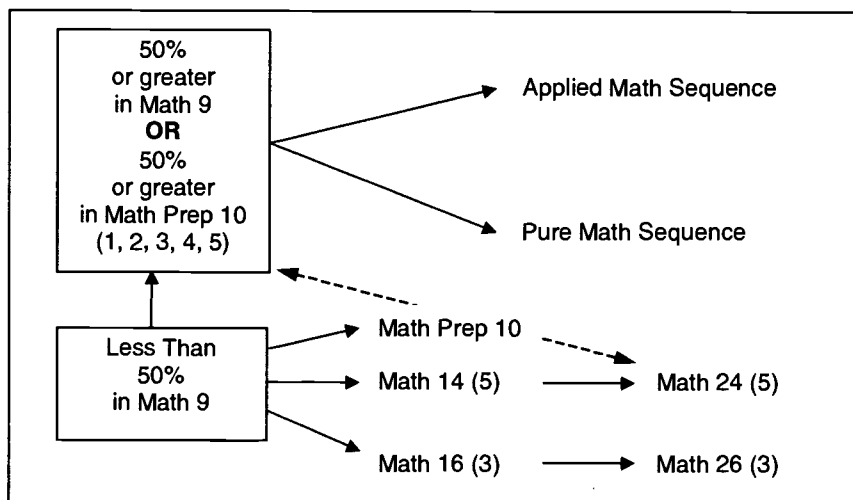 50%
or greater
in Math 9
OR
50%
or greater
in Math Prep 10
(1, 2, 3, 4, 5)
Applied Math Sequence
Pure Math Sequence
Less Than
50%
in Math 9
Math Prep 10
Math 14 (5)
Math 24 (5)
Math 16 (3)
Math 26 (3)